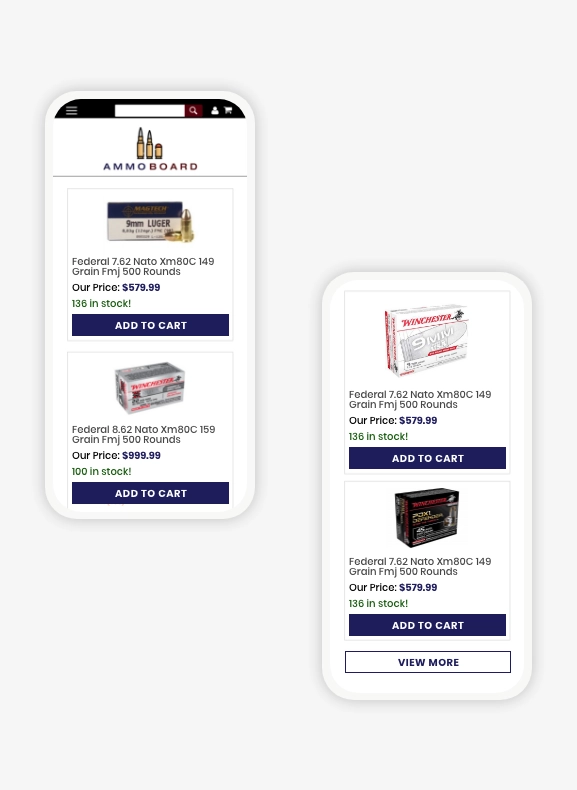 AMMOBOARD
MAGTECH
9mm LUGER
Federal 7.62 Nato Xm80C 149
Grain Fmj 500 Rounds
Our Price: $579.99
136 in stock!
ADD TO CART
WINCHESTER
Federal 8.62 Nato Xm80C 159
Grain Fmj 500 Rounds
Our Price: $999.99
100 in stock!
ADD TO CART
WINCHESTER
9MM
Federal 7.62 Nato Xm80C 149
Grain Fmj 500 Rounds
Our Price: $579.99
136 in stock!
ADD TO CART
WINCHESTER
PDX1
DEFENDER
45
Federal 7.62 Nato Xm80C 149
Grain Fmj 500 Rounds
Our Price: $579.99
136 in stock!
ADD TO CART
VIEW MORE